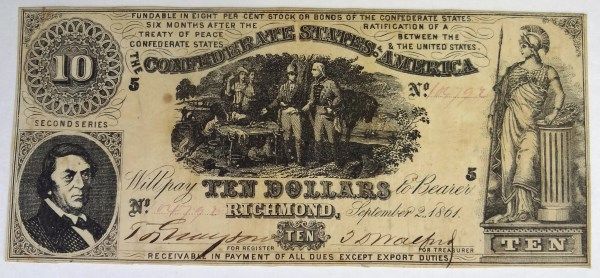 FUNDABLE IN EIGHT PER CENT STOCK OR BONDS OF THE CONFEDERATE STATES
SIX MONTHS AFTER THE RATIFICATION OF A
TREATY OF PEACE BETWEEN THE
CONFEDERATE STATES & THE UNITED STATES
THE CONFEDERATE STATES OF AMERICA
10
5
No.
SECOND SERIES
5
Will pay TEN DOLLARS to Bearer
No.
RICHMOND, September 2, 1861.
FOR REGISTER TEN FOR TREASURER
TEN
RECEIVABLE IN PAYMENT OF ALL DUES EXCEPT EXPORT DUTIES